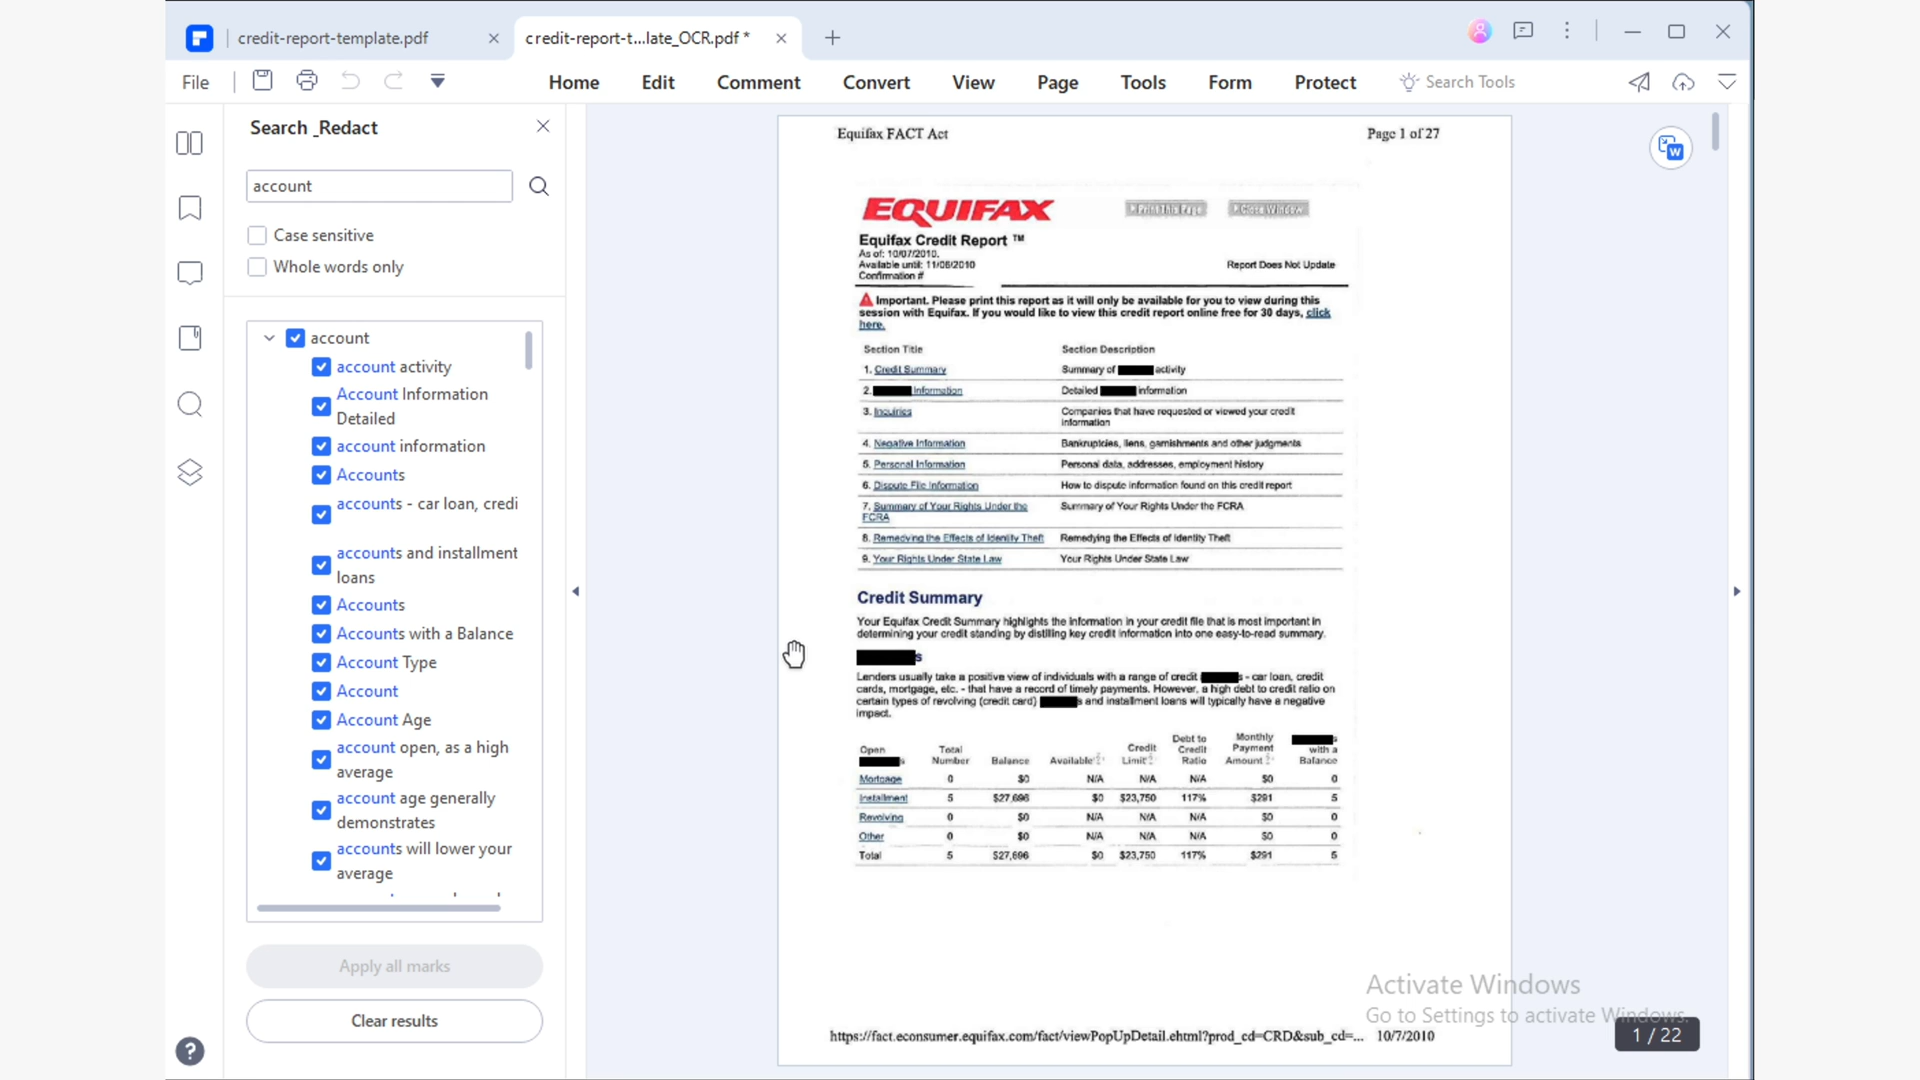 credit-report-template.pdf
credit-report-t...late_OCR.pdf *
File
Home
Edit
Comment
Convert
View
Page
Tools
Form
Protect
Search Tools
Search _Redact
account
Case sensitive
Whole words only
account
account activity
Account Information
Detailed
account information
Accounts
accounts - car loan, credi
accounts and installment
loans
Accounts
Accounts with a Balance
Account Type
Account
Account Age
account open, as a high
average
account age generally
demonstrates
accounts will lower your
average
Apply all marks
Clear results
Equifax FACT Act
Page 1 of 27
EQUIFAX
Print This Page
Close Window
Equifax Credit Report ™
As of: 10/07/2010.
Available until: 11/06/2010
Report Does Not Update
Confirmation #
Important. Please print this report as it will only be available for you to view during this
session with Equifax. If you would like to view this credit report online free for 30 days, click
here.
Section Title Section Description
1. Credit Summary Summary of activity
2. Information Detailed information
3. Inquiries Companies that have requested or viewed your credit
information
4. Negative Information Bankruptcies, liens, garnishments and other judgments
5. Personal Information Personal data, addresses, employment history
6. Dispute File Information How to dispute information found on this credit report
7. Summary of Your Rights Under the Summary of Your Rights Under the FCRA
FCRA
8. Remedying the Effects of Identity Theft Remedying the Effects of Identity Theft
9. Your Rights Under State Law Your Rights Under State Law
Credit Summary
Your Equifax Credit Summary highlights the information in your credit file that is most important in
determining your credit standing by distilling key credit information into one easy-to-read summary.
s
Lenders usually take a positive view of individuals with a range of credit s - car loan, credit
cards, mortgage, etc. - that have a record of timely payments. However, a high debt to credit ratio on
certain types of revolving (credit card) s and installment loans will typically have a negative
impact.
Open s Total Number Balance Available Credit Limit Debt to Credit Ratio Monthly Payment Amount s with a Balance
Mortgage 0 $0 N/A N/A N/A $0 0
Installment 5 $27,696 $0 $23,750 117% $291 5
Revolving 0 $0 N/A N/A N/A $0 0
Other 0 $0 N/A N/A N/A $0 0
Total 5 $27,696 $0 $23,750 117% $291 5
https://fact.econsumer.equifax.com/fact/viewPopUpDetail.ehtml?prod_cd=CRD&sub_cd=... 10/7/2010
Activate Windows
Go to Settings to activate Windows.
1 / 22